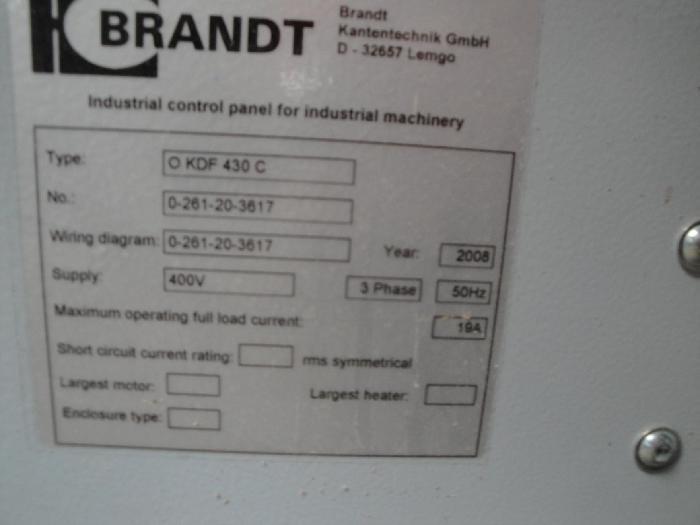 BRANDT
Brandt
Kantentechnik GmbH
D - 32657 Lemgo
Industrial control panel for industrial machinery
Type: O KDF 430 C
No.: 0-261-20-3617
Wiring diagram: 0-261-20-3617 Year: 2008
Supply: 400V 3 Phase 50Hz
Maximum operating full load current: 19A
Short circuit current rating: rms symmetrical
Largest motor: Largest heater:
Enclosure type: